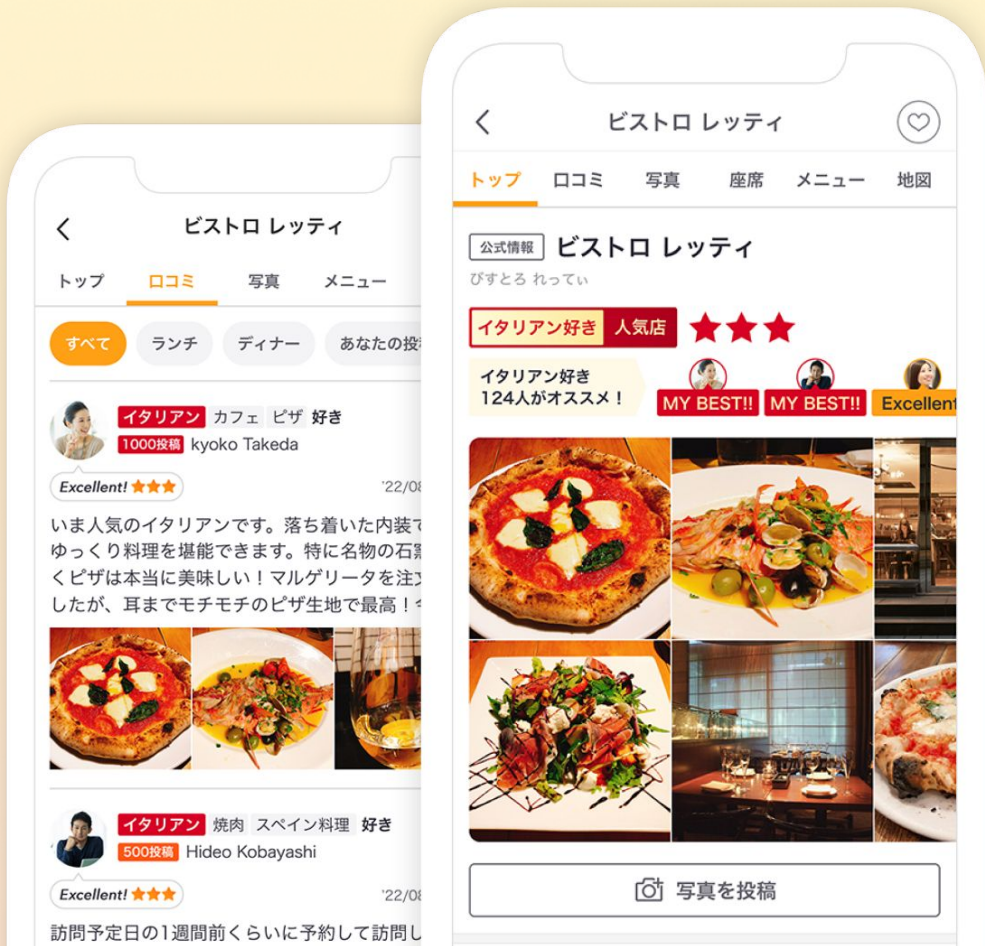 ビストロ レッティ
トップ
口コミ
写真
メニュー
すべて
ランチ
ディナー
あなたの投
イタリアン カフェ ピザ 好き
1000投稿 kyoko Takeda
Excellent! ★★★
'22/08
いま人気のイタリアンです。落ち着いた内装で
ゆっくり料理を堪能できます。特に名物の石窯
くピザは本当に美味しい！マルゲリータを注文
したが、耳までモチモチのピザ生地で最高！
イタリアン 焼肉 スペイン料理 好き
500投稿 Hideo Kobayashi
Excellent! ★★★
'22/08
訪問予定日の1週間前くらいに予約して訪問し
ビストロ レッティ
トップ
口コミ
写真
座席
メニュー
地図
公式情報 ビストロ レッティ
びすとろ れってぃ
イタリアン好き 人気店 ★★★
イタリアン好き
124人がオススメ！
MY BEST!!
MY BEST!!
Excellent
写真を投稿